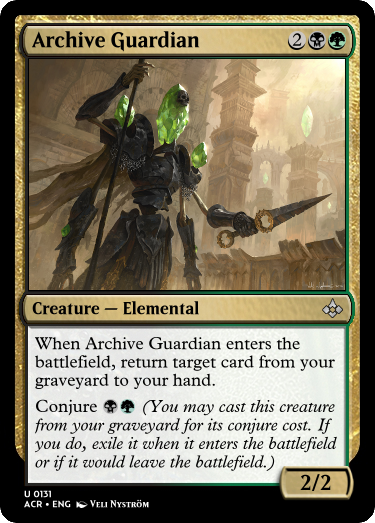 Archive Guardian 2
Creature — Elemental
When Archive Guardian enters the
battlefield, return target card from your
graveyard to your hand.
Conjure (You may cast this creature
from your graveyard for its conjure cost. If
you do, exile it when it enters the battlefield
or if it would leave the battlefield.)
2/2
U 0131
ACR • ENG VELI NYSTRÖM